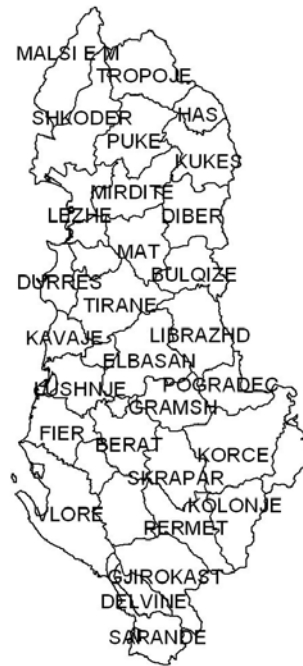 MALSI E M
TROPOJE
SHKODER
HAS
PUKE
KUKES
MIRDITE
LEZHE
DIBER
MAT
BULQIZE
DURRES
TIRANE
KAVAJE
LIBRAZHD
ELBASAN
LUSHNJE
POGRADEC
GRAMSH
FIER
BERAT
KORCE
SKRAPAR
KOLONJE
VLORE
PERMET
GJIROKAST
DELVINE
SARANDE